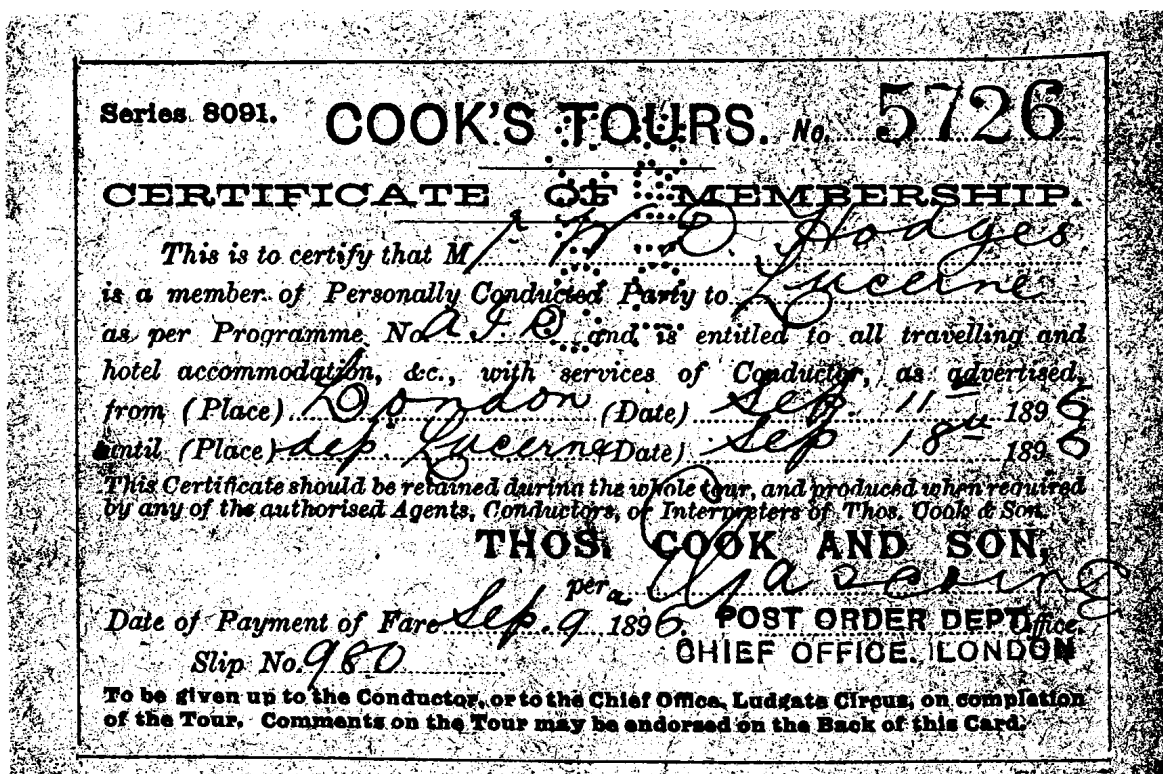 Series 8091. COOK'S TOURS. No. 5726
CERTIFICATE OF MEMBERSHIP.
This is to certify that Mr W D. Hodges
is a member of Personally Conducted Party to Lucerne
as per Programme No and is entitled to all travelling and
hotel accommodation, &c., with services of Conductor, as advertised,
from (Place) London (Date) Sep. 11th 1896
until (Place) dep. Lucerne (Date) Sep 18th 1896
This Certificate should be retained during the whole tour, and produced when required
by any of the authorised Agents, Conductors, or Interpreters of Thos. Cook & Son.
THOS. COOK AND SON,
per
Date of Payment of Fare Sep. 9 1896. POST ORDER DEPT. Office.
Slip No. 980 CHIEF OFFICE. LONDON
To be given up to the Conductor, or to the Chief Office, Ludgate Circus, on completion
of the Tour. Comments on the Tour may be endorsed on the Back of this Card.